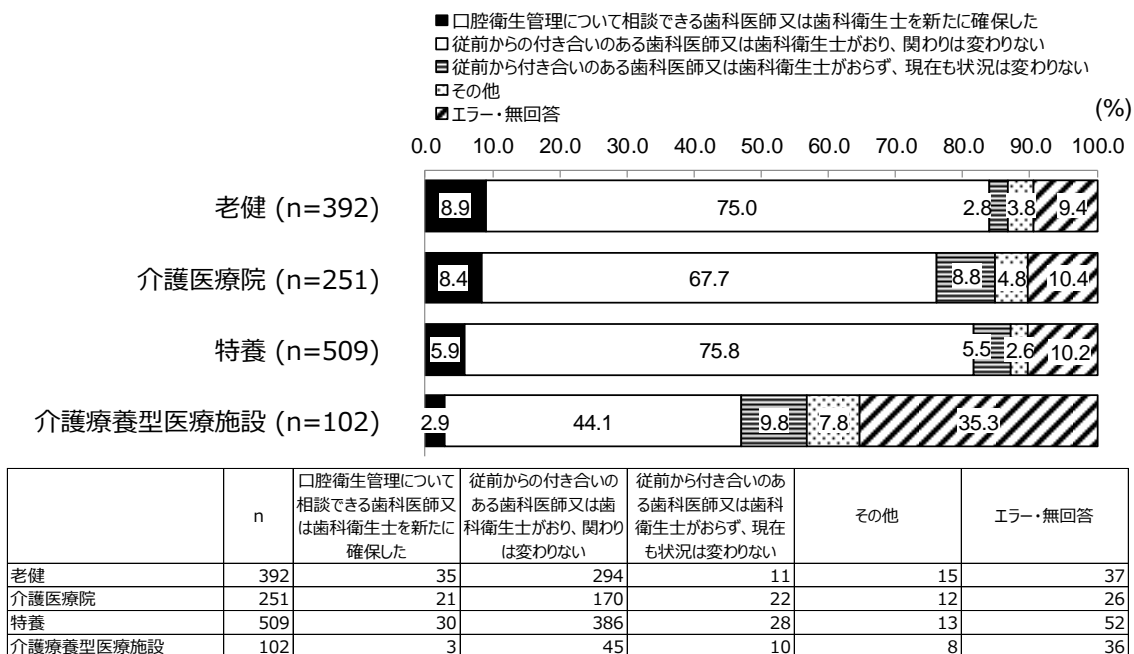 ■口腔衛生管理について相談できる歯科医師又は歯科衛生士を新たに確保した
□従前からの付き合いのある歯科医師又は歯科衛生士がおり、関わりは変わりない
従前から付き合いのある歯科医師又は歯科衛生士がおらず、現在も状況は変わりない
その他
エラー・無回答
(%)
0.0 10.0 20.0 30.0 40.0 50.0 60.0 70.0 80.0 90.0 100.0
老健 (n=392) 8.9 75.0 2.8 3.8 9.4
介護医療院 (n=251) 8.4 67.7 8.8 4.8 10.4
特養 (n=509) 5.9 75.8 5.5 2.6 10.2
介護療養型医療施設 (n=102) 2.9 44.1 9.8 7.8 35.3
n
口腔衛生管理について
相談できる歯科医師又
は歯科衛生士を新たに
確保した
従前からの付き合いの
ある歯科医師又は歯
科衛生士がおり、関わり
は変わりない
従前から付き合いのあ
る歯科医師又は歯科
衛生士がおらず、現在
も状況は変わりない
その他
エラー・無回答
老健 392 35 294 11 15 37
介護医療院 251 21 170 22 12 26
特養 509 30 386 28 13 52
介護療養型医療施設 102 3 45 10 8 36